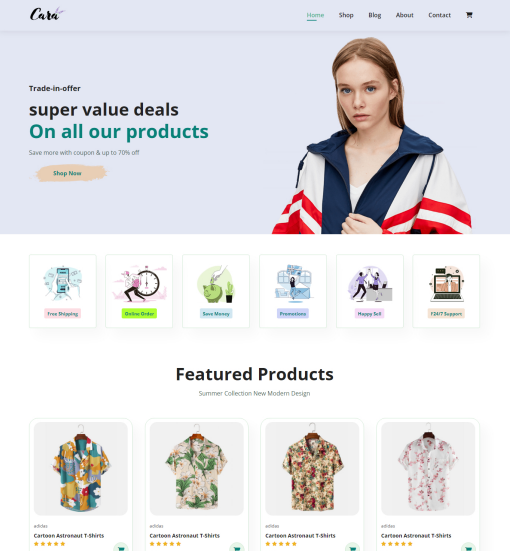 Cara
Home Shop Blog About Contact
Trade-in-offer
super value deals
On all our products
Save more with coupon & up to 70% off
Shop Now
Free Shipping Online Order Save Money Promotions Happy Sell F24/7 Support
Featured Products
Summer Collection New Modern Design
adidas adidas adidas adidas
Cartoon Astronaut T-Shirts Cartoon Astronaut T-Shirts Cartoon Astronaut T-Shirts Cartoon Astronaut T-Shirts